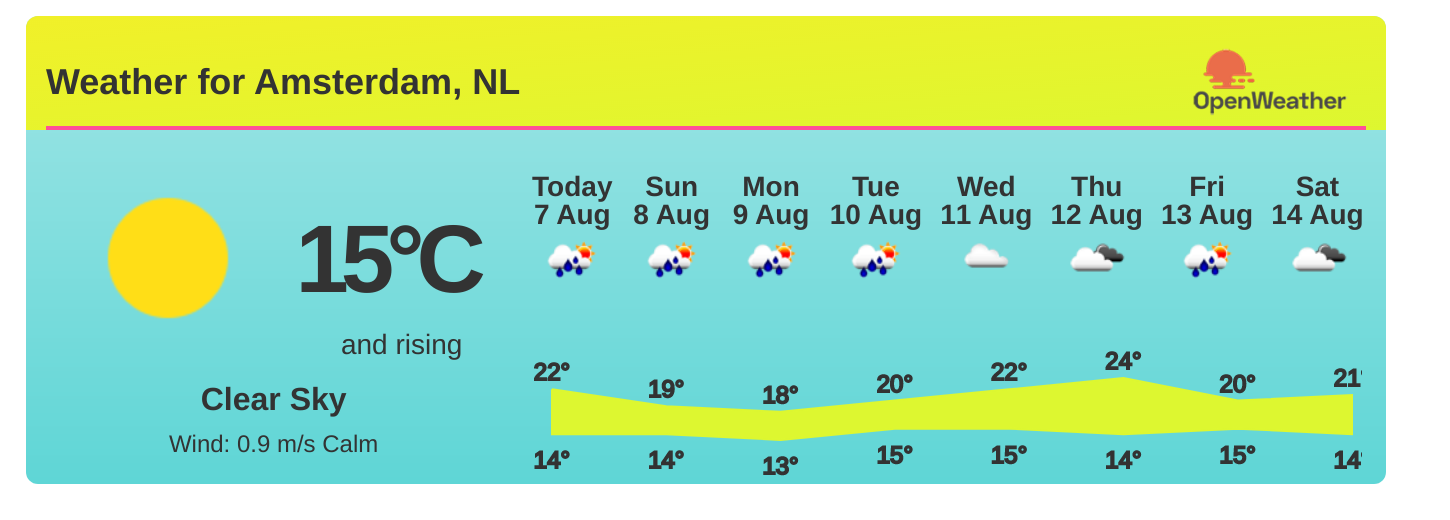 Weather for Amsterdam, NL
OpenWeather
15°C
and rising
Clear Sky
Wind: 0.9 m/s Calm
Today Sun Mon Tue Wed Thu Fri Sat
7 Aug 8 Aug 9 Aug 10 Aug 11 Aug 12 Aug 13 Aug 14 Aug
22° 19° 18° 20° 22° 24° 20° 21°
14° 14° 13° 15° 15° 14° 15° 14